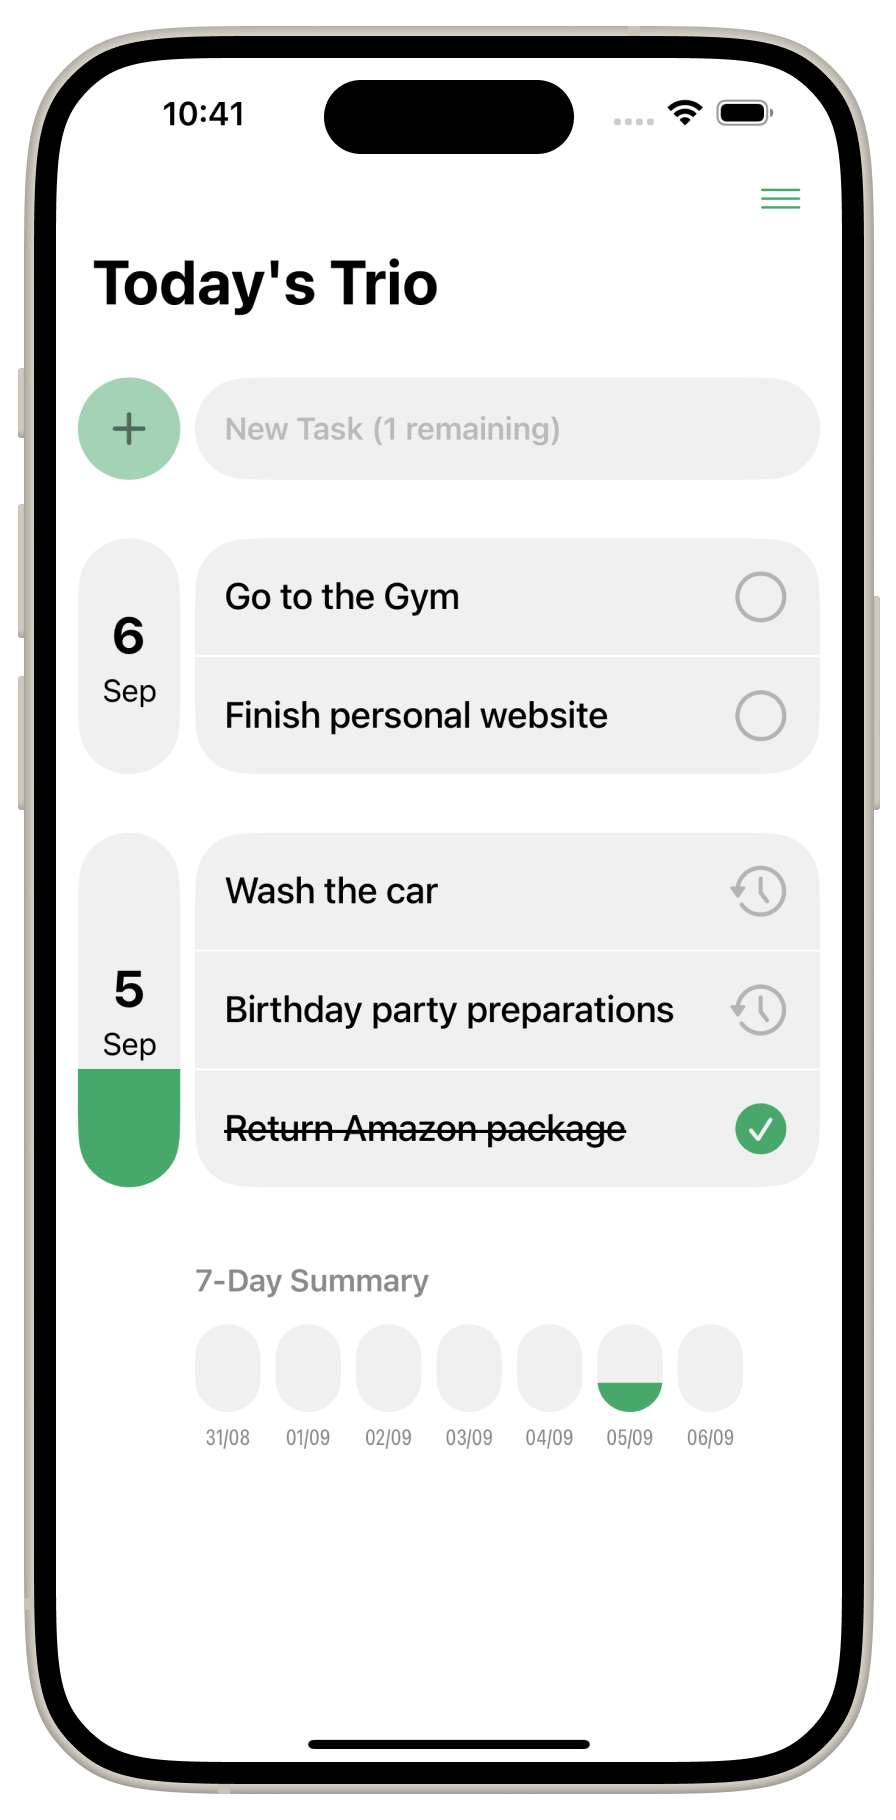 10:41
Today's Trio
New Task (1 remaining)
6
Sep
Go to the Gym
Finish personal website
5
Sep
Wash the car
Birthday party preparations
Return Amazon package
7-Day Summary
31/08 01/09 02/09 03/09 04/09 05/09 06/09